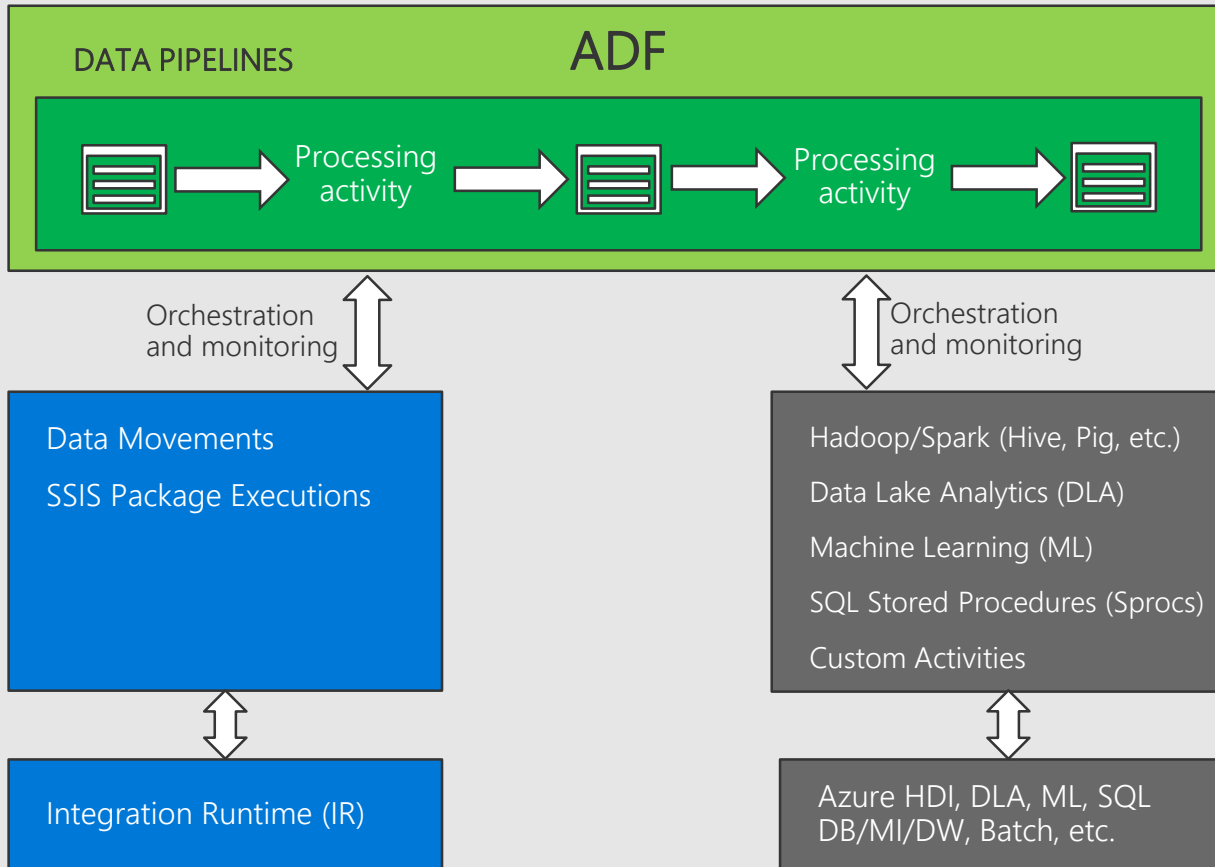 DATA PIPELINES
ADF
Processing
activity
Processing
activity
Orchestration
and monitoring
Orchestration
and monitoring
Data Movements
SSIS Package Executions
Hadoop/Spark (Hive, Pig, etc.)
Data Lake Analytics (DLA)
Machine Learning (ML)
SQL Stored Procedures (Sprocs)
Custom Activities
Integration Runtime (IR)
Azure HDI, DLA, ML, SQL
DB/MI/DW, Batch, etc.